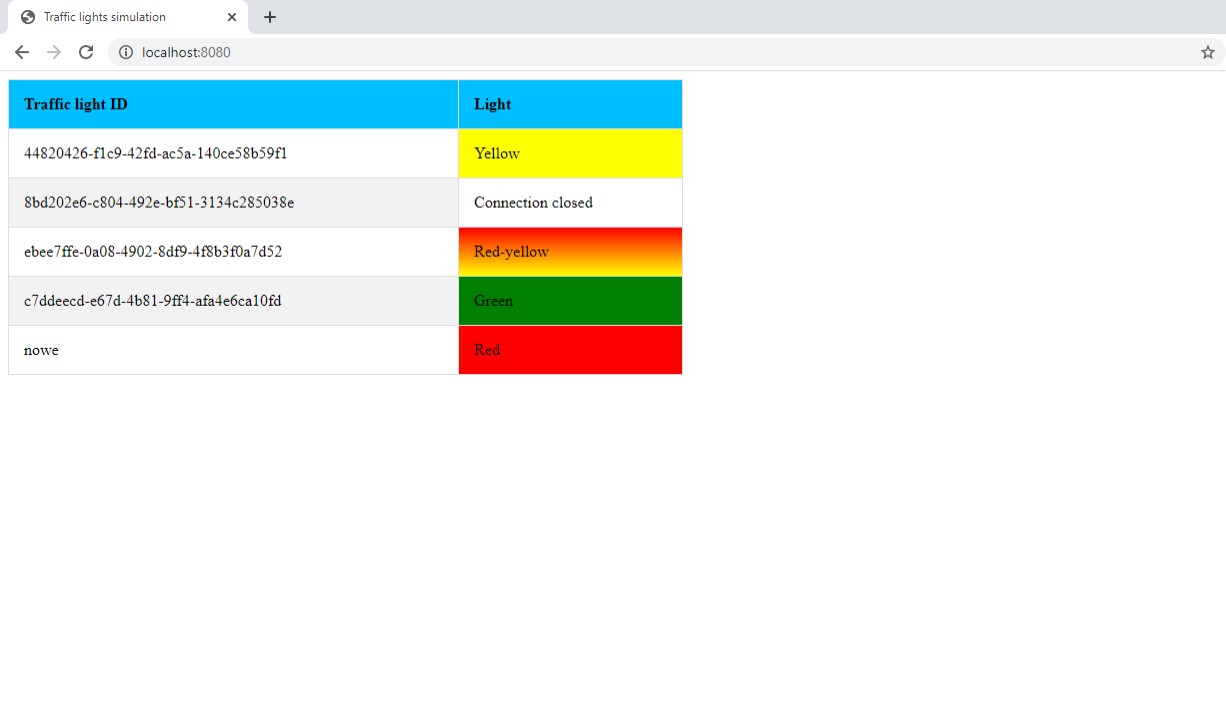 Traffic lights simulation
localhost:8080
Traffic light ID Light
44820426-f1c9-42fd-ac5a-140ce58b59f1 Yellow
8bd202e6-c804-492e-bf51-3134c285038e Connection closed
ebee7ffe-0a08-4902-8df9-4f8b3f0a7d52 Red-yellow
c7ddeecd-e67d-4b81-9ff4-afa4e6ca10fd Green
nowe Red